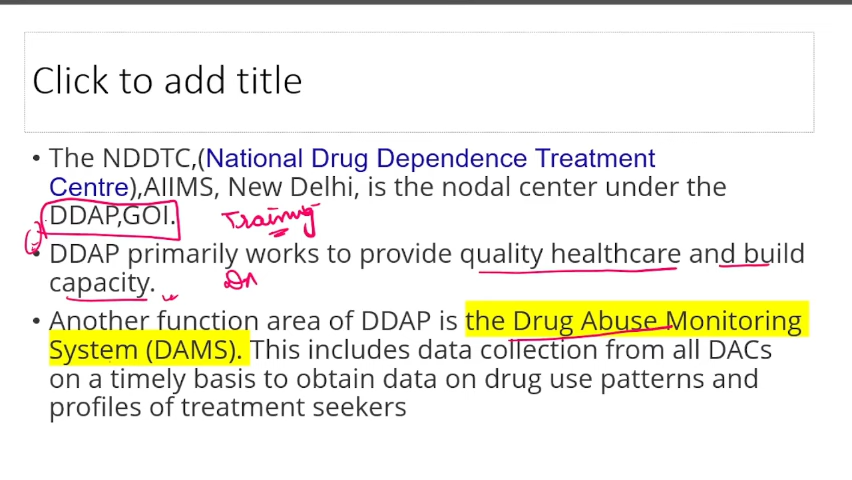 Click to add title
• The NDDTC,(National Drug Dependence Treatment
Centre),AIIMS, New Delhi, is the nodal center under the
DDAP,GOI.
Training
• DDAP primarily works to provide quality healthcare and build
capacity.
• Another function area of DDAP is the Drug Abuse Monitoring
System (DAMS). This includes data collection from all DACs
on a timely basis to obtain data on drug use patterns and
profiles of treatment seekers